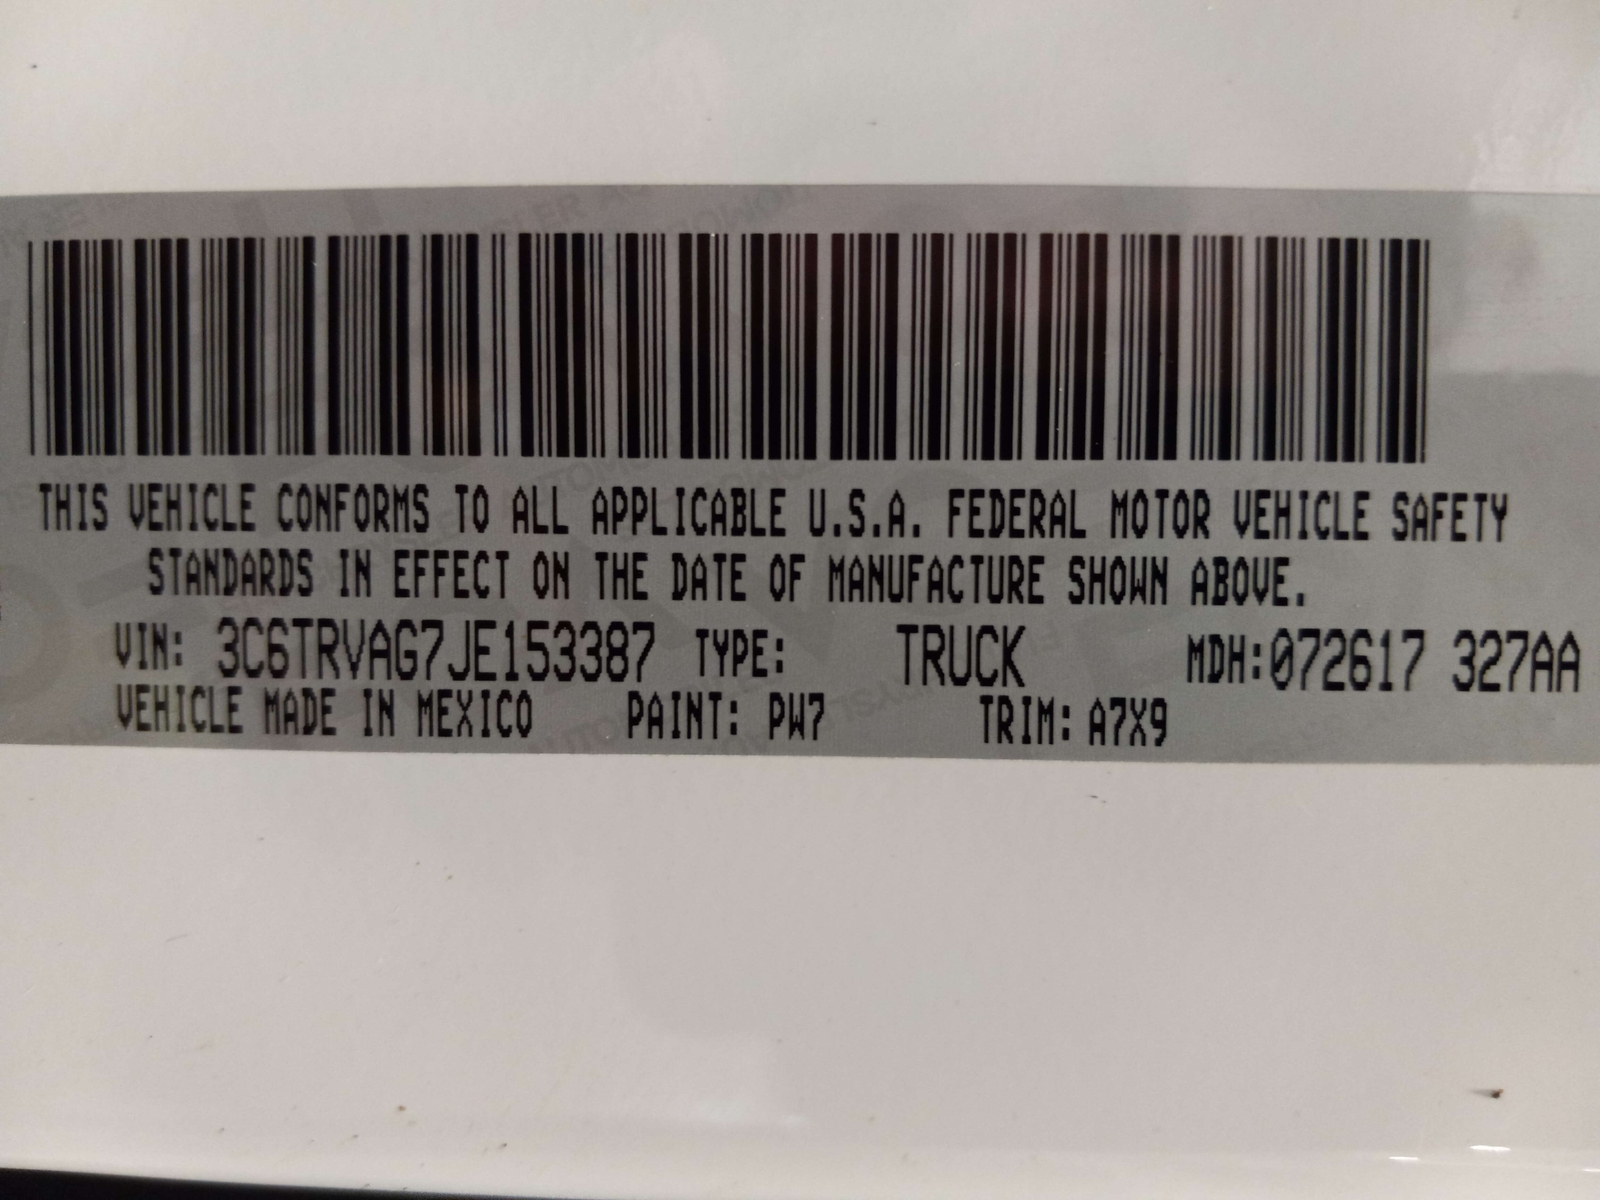 THIS VEHICLE CONFORMS TO ALL APPLICABLE U.S.A. FEDERAL MOTOR VEHICLE SAFETY
STANDARDS IN EFFECT ON THE DATE OF MANUFACTURE SHOWN ABOVE.
VIN: 3C6TRVAG7JE153387 TYPE: TRUCK MDH:072617 327AA
VEHICLE MADE IN MEXICO PAINT: PW7 TRIM: A7X9